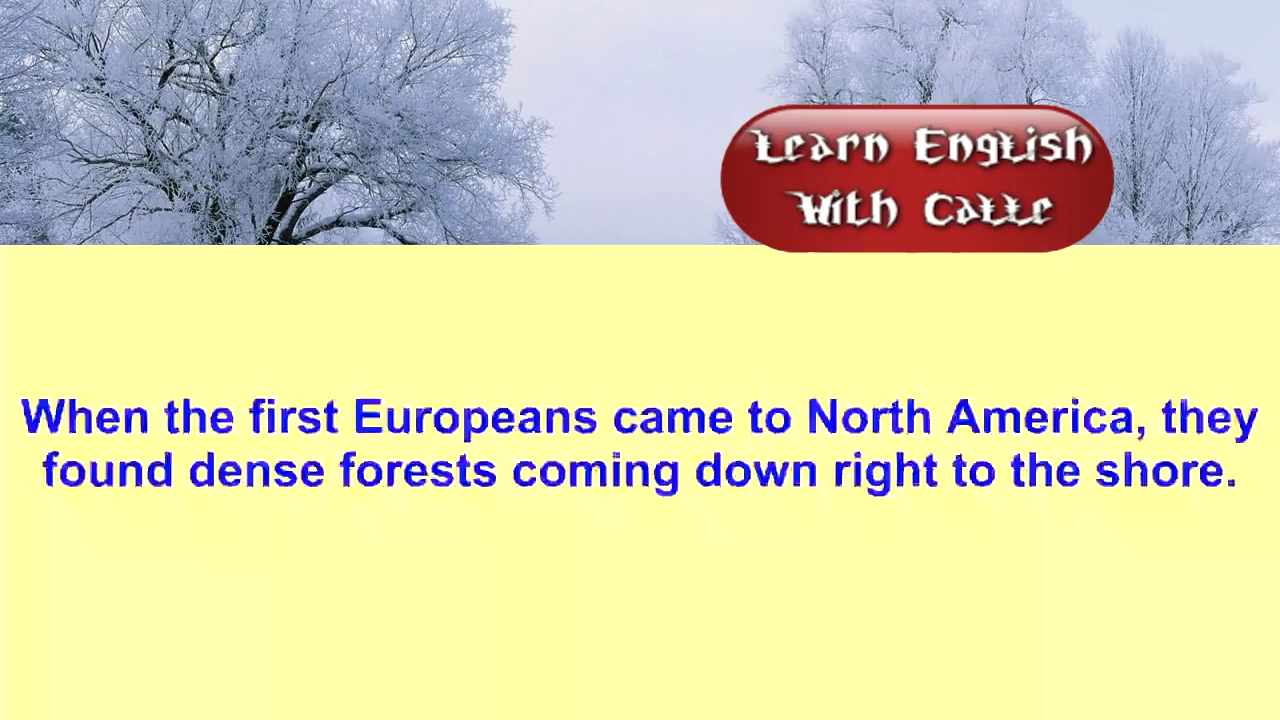 Learn English
With Calle
When the first Europeans came to North America, they
found dense forests coming down right to the shore.